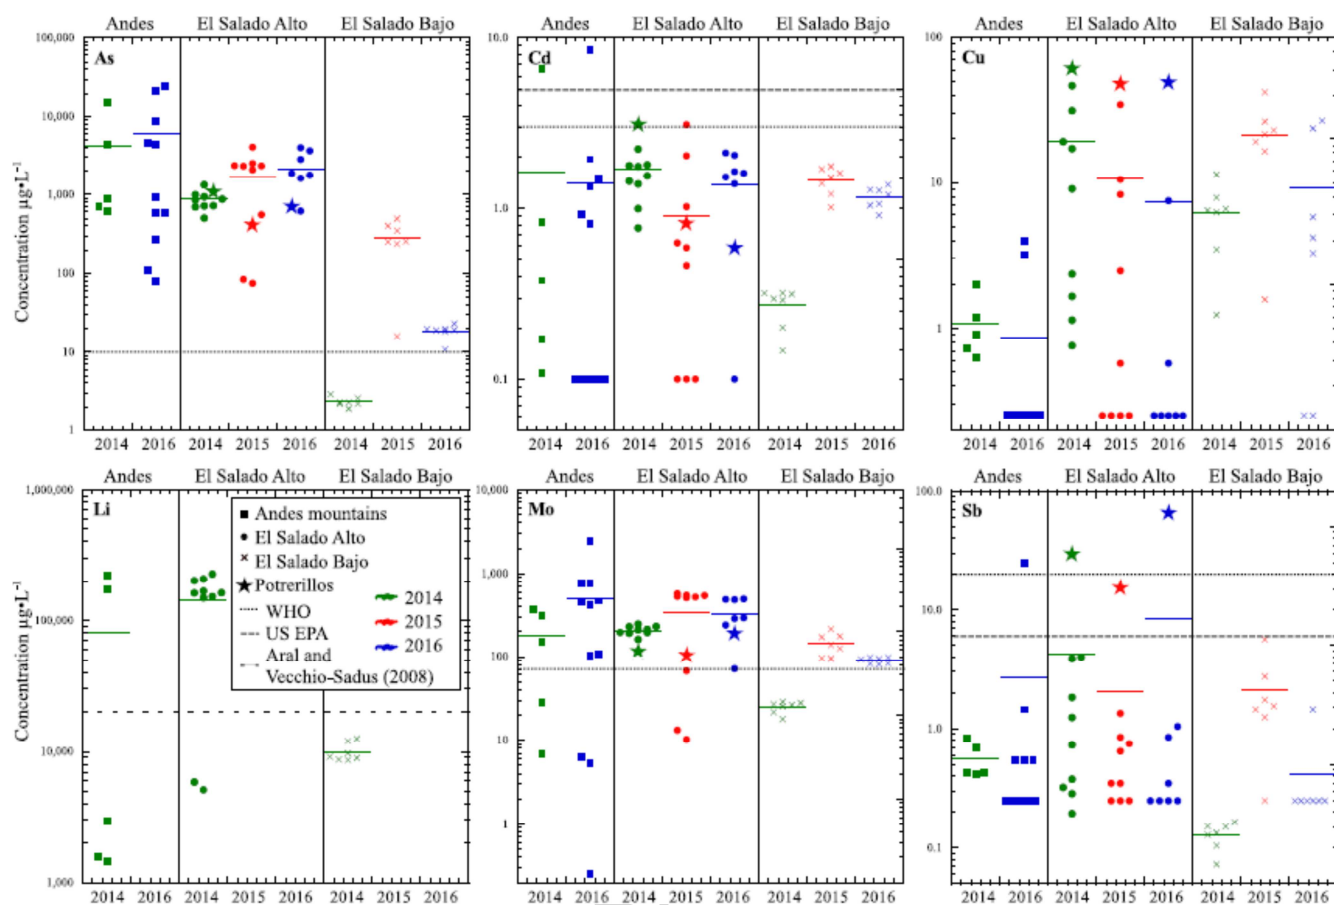 Andes El Salado Alto El Salado Bajo
Andes El Salado Alto El Salado Bajo
Andes El Salado Alto El Salado Bajo
As
100,000
10,000
1,000
100
10
1
Concentration µg•L⁻¹
2014 2016 2014 2015 2016 2014 2015 2016
Cd
10.0
1.0
0.1
2014 2016 2014 2015 2016 2014 2015 2016
Cu
100
10
1
2014 2016 2014 2015 2016 2014 2015 2016
Andes El Salado Alto El Salado Bajo
Andes El Salado Alto El Salado Bajo
Andes El Salado Alto El Salado Bajo
Li
1,000,000
100,000
10,000
1,000
Concentration µg•L⁻¹
Andes mountains
El Salado Alto
El Salado Bajo
Potrerillos
WHO
US EPA
Aral and
Vecchio-Sadus (2008)
2014
2015
2016
2014 2016 2014 2015 2016 2014 2015 2016
Mo
10,000
1,000
100
10
1
2014 2016 2014 2015 2016 2014 2015 2016
Sb
100.0
10.0
1.0
0.1
2014 2016 2014 2015 2016 2014 2015 2016